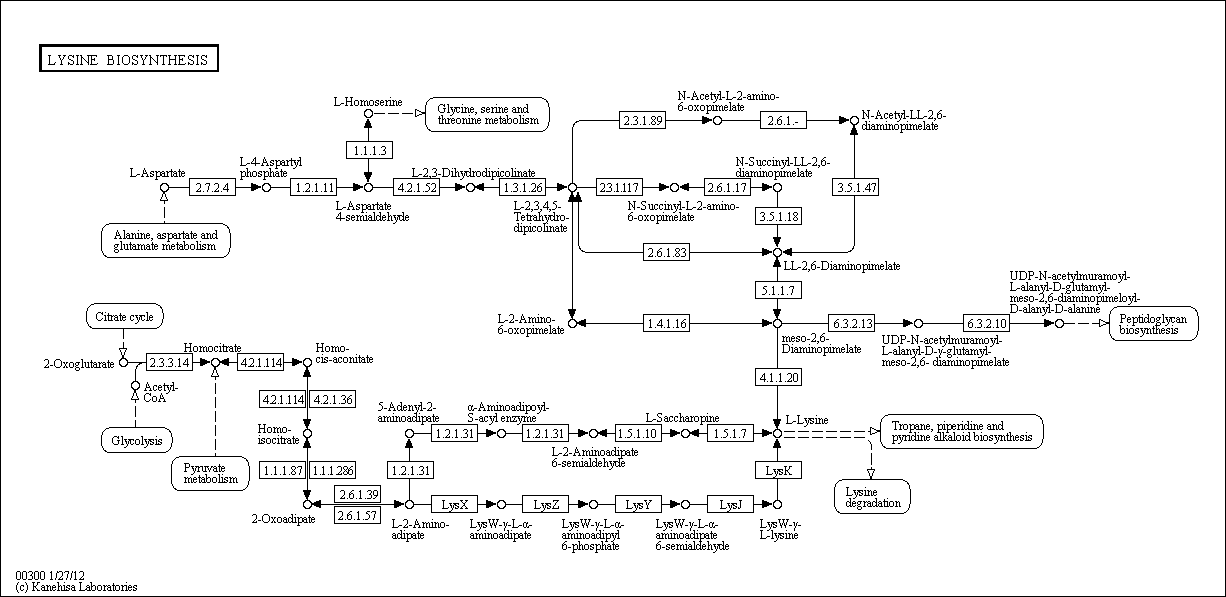 LYSINE BIOSYNTHESIS
L-Homoserine
Glycine, serine and
threonine metabolism
N-Acetyl-L-2-amino-
6-oxopimelate
2.3.1.89
2.6.1.-
N-Acetyl-LL-2,6-
diaminopimelate
1.1.1.3
L-Aspartate
L-4-Aspartyl
phosphate
L-2,3-Dihydrodipicolinate
N-Succinyl-LL-2,6-
diaminopimelate
2.7.2.4
1.2.1.11
4.2.1.52
1.3.1.26
2.3.1.117
2.6.1.17
3.5.1.47
L-Aspartate
4-semialdehyde
L-2,3,4,5-
Tetrahydro-
dipicolinate
N-Succinyl-L-2-amino-
6-oxopimelate
3.5.1.18
Alanine, aspartate and
glutamate metabolism
2.6.1.83
LL-2,6-Diaminopimelate
5.1.1.7
UDP-N-acetylmuramoyl-
L-alanyl-D-glutamyl-
meso-2,6-diaminopimeloyl-
D-alanyl-D-alanine
Citrate cycle
L-2-Amino-
6-oxopimelate
1.4.1.16
6.3.2.13
6.3.2.10
Peptidoglycan
biosynthesis
meso-2,6-
Diaminopimelate
UDP-N-acetylmuramoyl-
L-alanyl-D-γ-glutamyl-
meso-2,6- diaminopimelate
2-Oxoglutarate
2.3.3.14
Homocitrate
4.2.1.114
Homo-
cis-aconitate
4.1.1.20
Acetyl-
CoA
4.2.1.114
4.2.1.36
Glycolysis
Homo-
isocitrate
5-Adenyl-2-
aminoadipate
α-Aminoadipoyl-
S-acyl enzyme
L-Saccharopine
L-Lysine
1.2.1.31
1.2.1.31
1.5.1.10
1.5.1.7
Tropane, piperidine and
pyridine alkaloid biosynthesis
L-2-Aminoadipate
6-semialdehyde
Pyruvate
metabolism
1.1.1.87
1.1.1.286
1.2.1.31
LysK
Lysine
degradation
2.6.1.39
2.6.1.57
LysX
LysZ
LysY
LysJ
2-Oxoadipate
L-2-Amino-
adipate
LysW-γ-L-α-
aminoadipate
LysW-γ-L-α-
aminoadipyl
6-phosphate
LysW-γ-L-α-
aminoadipate
6-semialdehyde
LysW-γ-
L-lysine
00300 1/27/12
(c) Kanehisa Laboratories